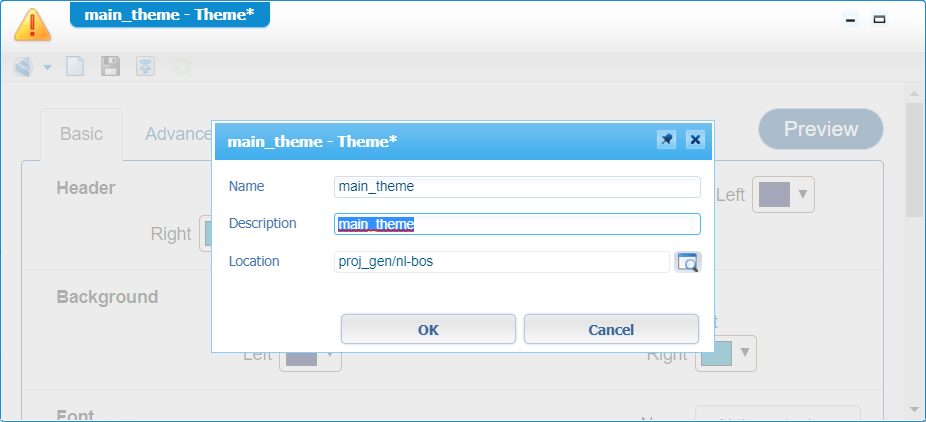 main_theme - Theme*
Basic
Advance
Preview
main_theme - Theme*
Header
Left
Name main_theme
Right
Description main_theme
Location proj_gen/nl-bos
Background
OK Cancel
Left
Right
Font